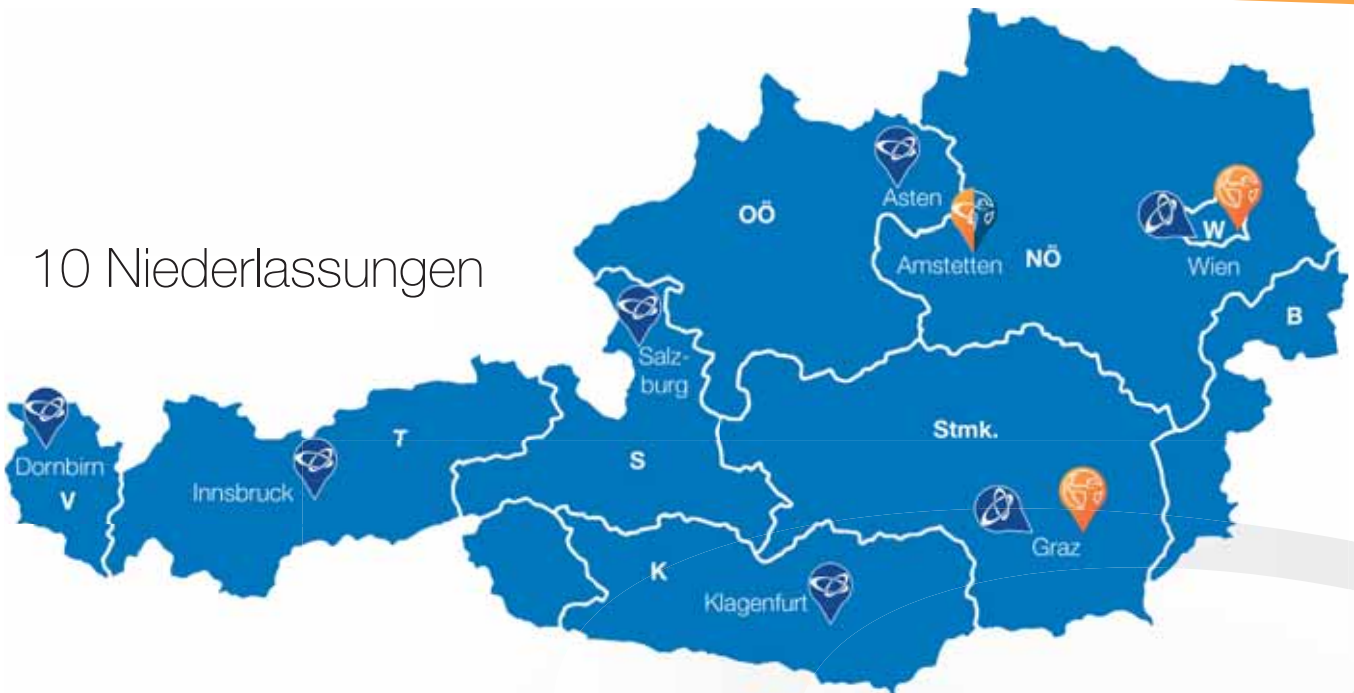 10 Niederlassungen
Asten
OÖ
Amstetten
NÖ
W
Wien
B
Salz-
burg
Stmk.
T
S
Dornbirn
V
Innsbruck
Graz
K
Klagenfurt